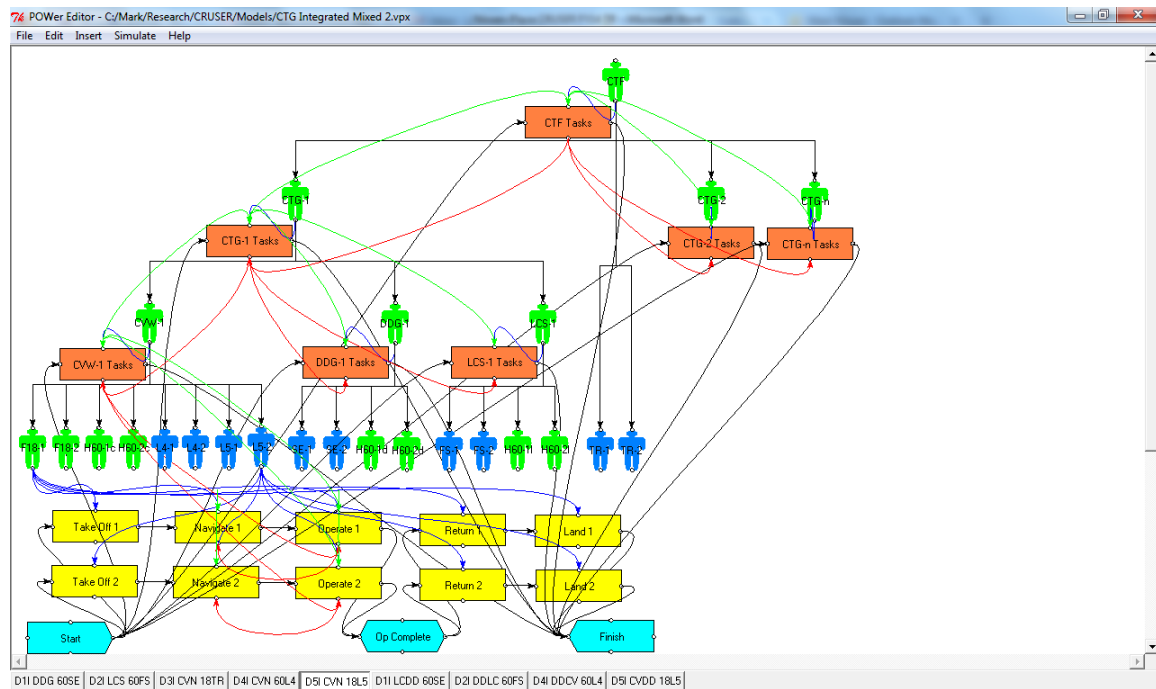 POWer Editor - C:/Mark/Research/CRUSER/Models/CTG Integrated Mixed 2.vpx
File Edit Insert Simulate Help
CTF
CTF Tasks
CTG-1 CTG-2 CTG-n
CTG-1 Tasks CTG-2 Tasks CTG-n Tasks
CVW-1 DDG-1 LCS-1
CVW-1 Tasks DDG-1 Tasks LCS-1 Tasks
F18-1 F18-2 H60-1c H60-2c L4-1 L4-2 L5-1 L5-2 SE-1 SE-2 H60-1d H60-2d FS-1 FS-2 H60-1l H60-2l TR-1 TR-2
Take Off 1 Navigate 1 Operate 1 Return 1 Land 1
Take Off 2 Navigate 2 Operate 2 Return 2 Land 2
Start Op Complete Finish
D1I DDG 60SE D2I LCS 60FS D3I CVN 18TR D4I CVN 60L4 D5I CVN 18L5 D1I LCDD 60SE D2I DDLC 60FS D4I DDCV 60L4 D5I CVDD 18L5